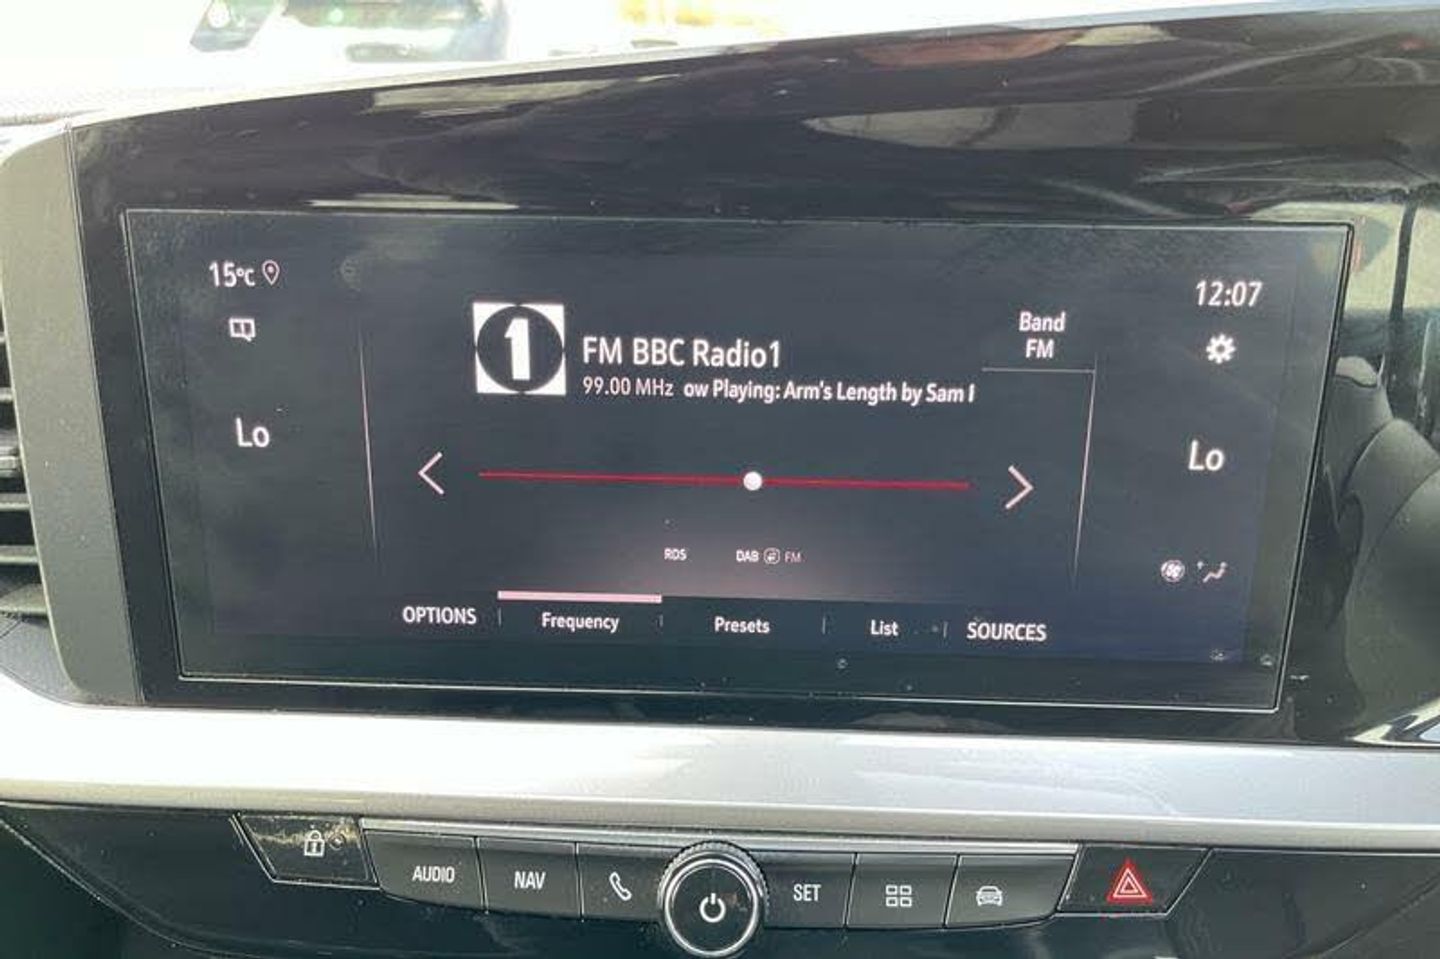 15°C
12:07
1
FM BBC Radio1
99.00 MHz ow Playing: Arm's Length by Sam
Band
FM
Lo
Lo
RDS DAB FM
OPTIONS Frequency Presets List SOURCES
AUDIO NAV SET